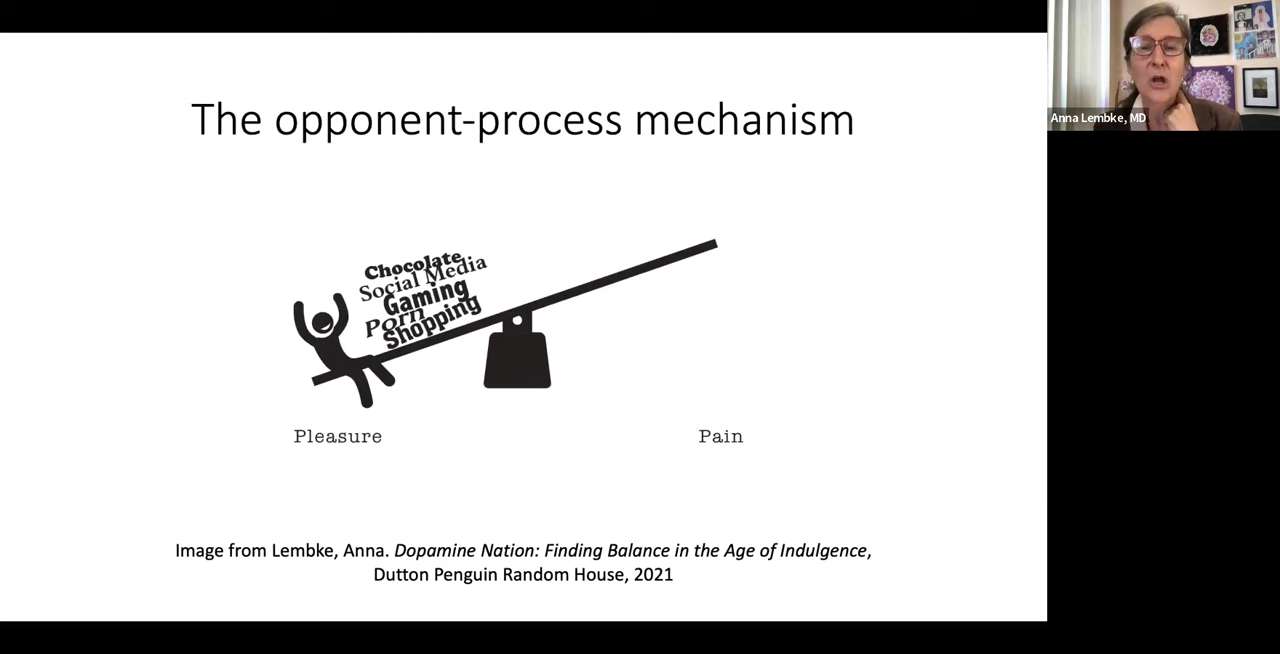 The opponent-process mechanism
Chocolate
Social Media
Gaming
Porn
Shopping
Pleasure
Pain
Image from Lembke, Anna. Dopamine Nation: Finding Balance in the Age of Indulgence,
Dutton Penguin Random House, 2021
Anna Lembke, MD